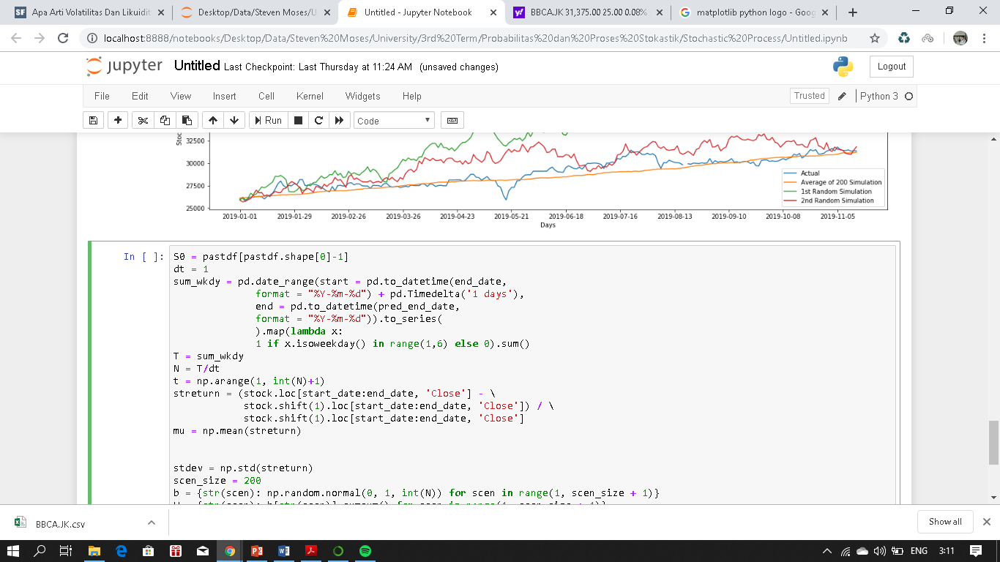 Apa Arti Volatilitas Dan Likuidit
Desktop/Data/Steven Moses/U
Untitled - Jupyter Notebook
BBCA.JK 31,375.00 25.00 0.08%
matplotlib python logo - Goog
localhost:8888/notebooks/Desktop/Data/Steven%20Moses/University/3rd%20Term/Probabilitas%20dan%20Proses%20Stokastik/Stochastic%20Process/Untitled.ipynb
jupyter Untitled Last Checkpoint: Last Thursday at 11:24 AM (unsaved changes)
Logout
File Edit View Insert Cell Kernel Widgets Help
Trusted
Python 3
Run
Code
Stoc
32500
30000
27500
25000
Actual
Average of 200 Simulation
1st Random Simulation
2nd Random Simulation
2019-01-01 2019-01-29 2019-02-26 2019-03-26 2019-04-23 2019-05-21 2019-06-18 2019-07-16 2019-08-13 2019-09-10 2019-10-08 2019-11-05
Days
In [ ]: S0 = pastdf[pastdf.shape[0]-1]
dt = 1
sum_wkdy = pd.date_range(start = pd.to_datetime(end_date,
format = "%Y-%m-%d") + pd.Timedelta('1 days'),
end = pd.to_datetime(pred_end_date,
format = "%Y-%m-%d")).to_series(
).map(lambda x:
1 if x.isoweekday() in range(1,6) else 0).sum()
T = sum_wkdy
N = T/dt
t = np.arange(1, int(N)+1)
streturn = (stock.loc[start_date:end_date, 'Close'] - \
stock.shift(1).loc[start_date:end_date, 'Close']) / \
stock.shift(1).loc[start_date:end_date, 'Close']
mu = np.mean(streturn)
stdev = np.std(streturn)
scen_size = 200
b = {str(scen): np.random.normal(0, 1, int(N)) for scen in range(1, scen_size + 1)}
BBCA.JK.csv
Show all
ENG
3:11